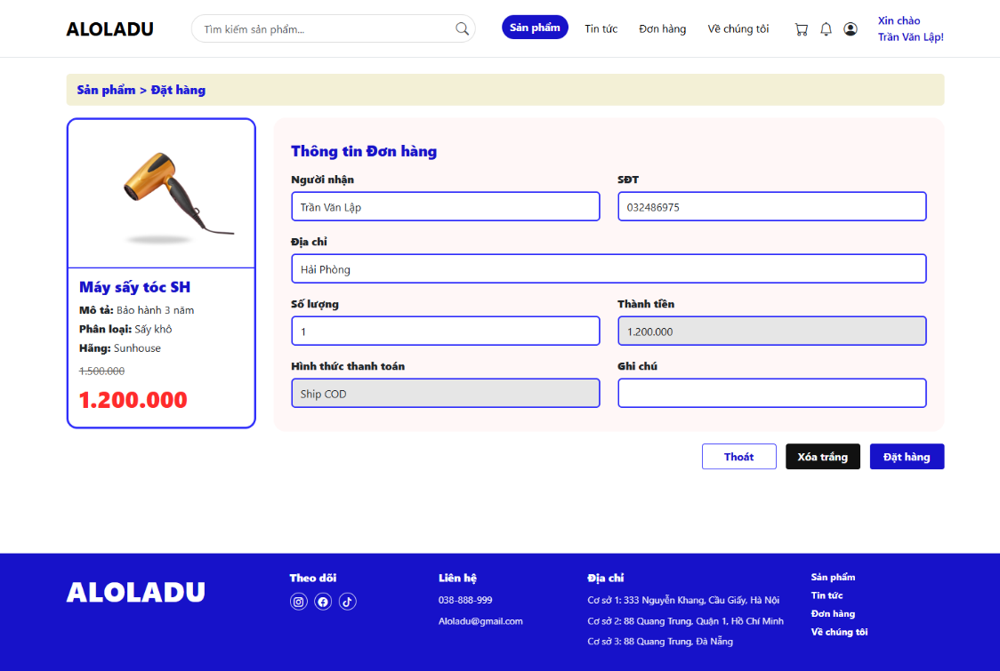 ALOLADU
Tìm kiếm sản phẩm...
Sản phẩm
Tin tức
Đơn hàng
Về chúng tôi
Xin chào
Trần Văn Lập!
Sản phẩm > Đặt hàng
Máy sấy tóc SH
Mô tả: Bảo hành 3 năm
Phân loại: Sấy khô
Hãng: Sunhouse
1.500.000
1.200.000
Thông tin Đơn hàng
Người nhận
SĐT
Trần Văn Lập
032486975
Địa chỉ
Hải Phòng
Số lượng
Thành tiền
1
1.200.000
Hình thức thanh toán
Ghi chú
Ship COD
Thoát
Xóa trắng
Đặt hàng
ALOLADU
Theo dõi
Liên hệ
038-888-999
Aloladu@gmail.com
Địa chỉ
Cơ sở 1: 333 Nguyễn Khang, Cầu Giấy, Hà Nội
Cơ sở 2: 88 Quang Trung, Quận 1, Hồ Chí Minh
Cơ sở 3: 88 Quang Trung, Đà Nẵng
Sản phẩm
Tin tức
Đơn hàng
Về chúng tôi